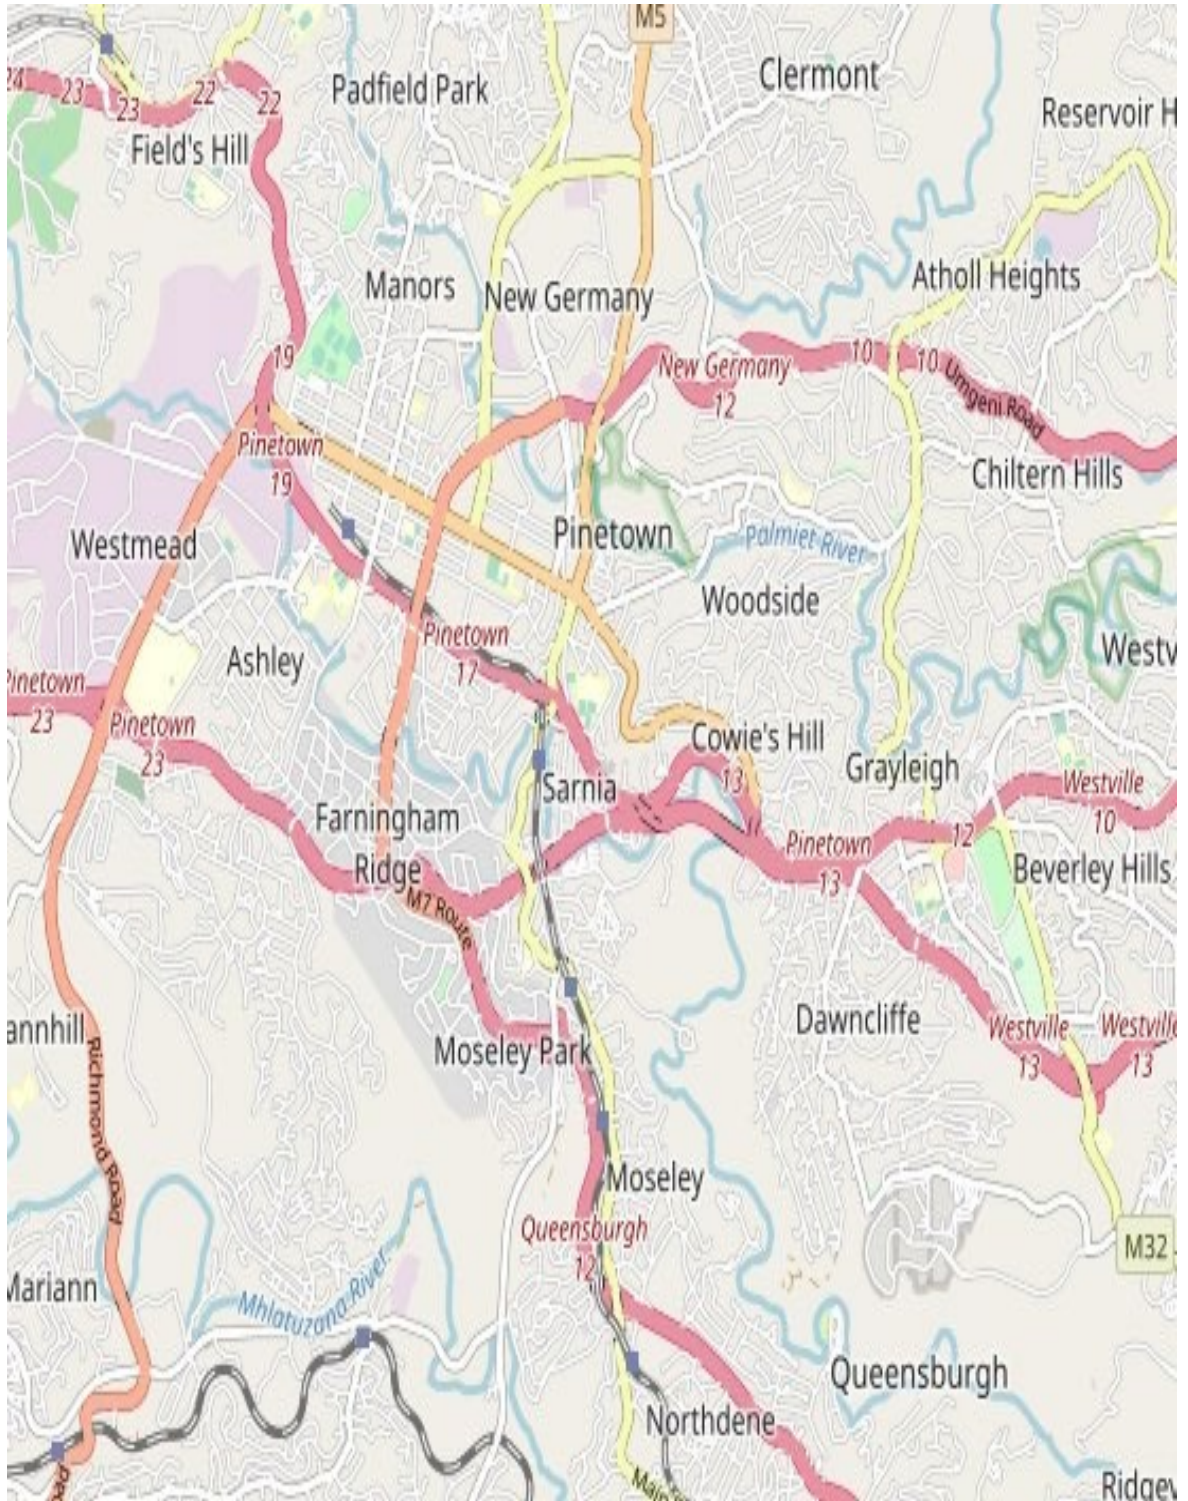 M5
Clermont
24
23
23
22
22
Padfield Park
Reservoir H
Field's Hill
Manors
New Germany
Atholl Heights
19
New Germany
12
10
10
Umgeni Road
Pinetown
19
Chiltern Hills
Westmead
Pinetown
Palmiet River
Woodside
Ashley
Pinetown
17
Westv
Pinetown
23
Pinetown
23
Cowie's Hill
13
Grayleigh
Sarnia
Westville
10
Farningham
Ridge
M7 Route
Pinetown
13
12
Beverley Hills
annhill
Richmond Road
Moseley Park
Dawncliffe
Westville
13
Westville
13
Moseley
Queensburgh
12
M32
Mariann
Mhlatuzana River
Queensburgh
Northdene
Main
Ridgev